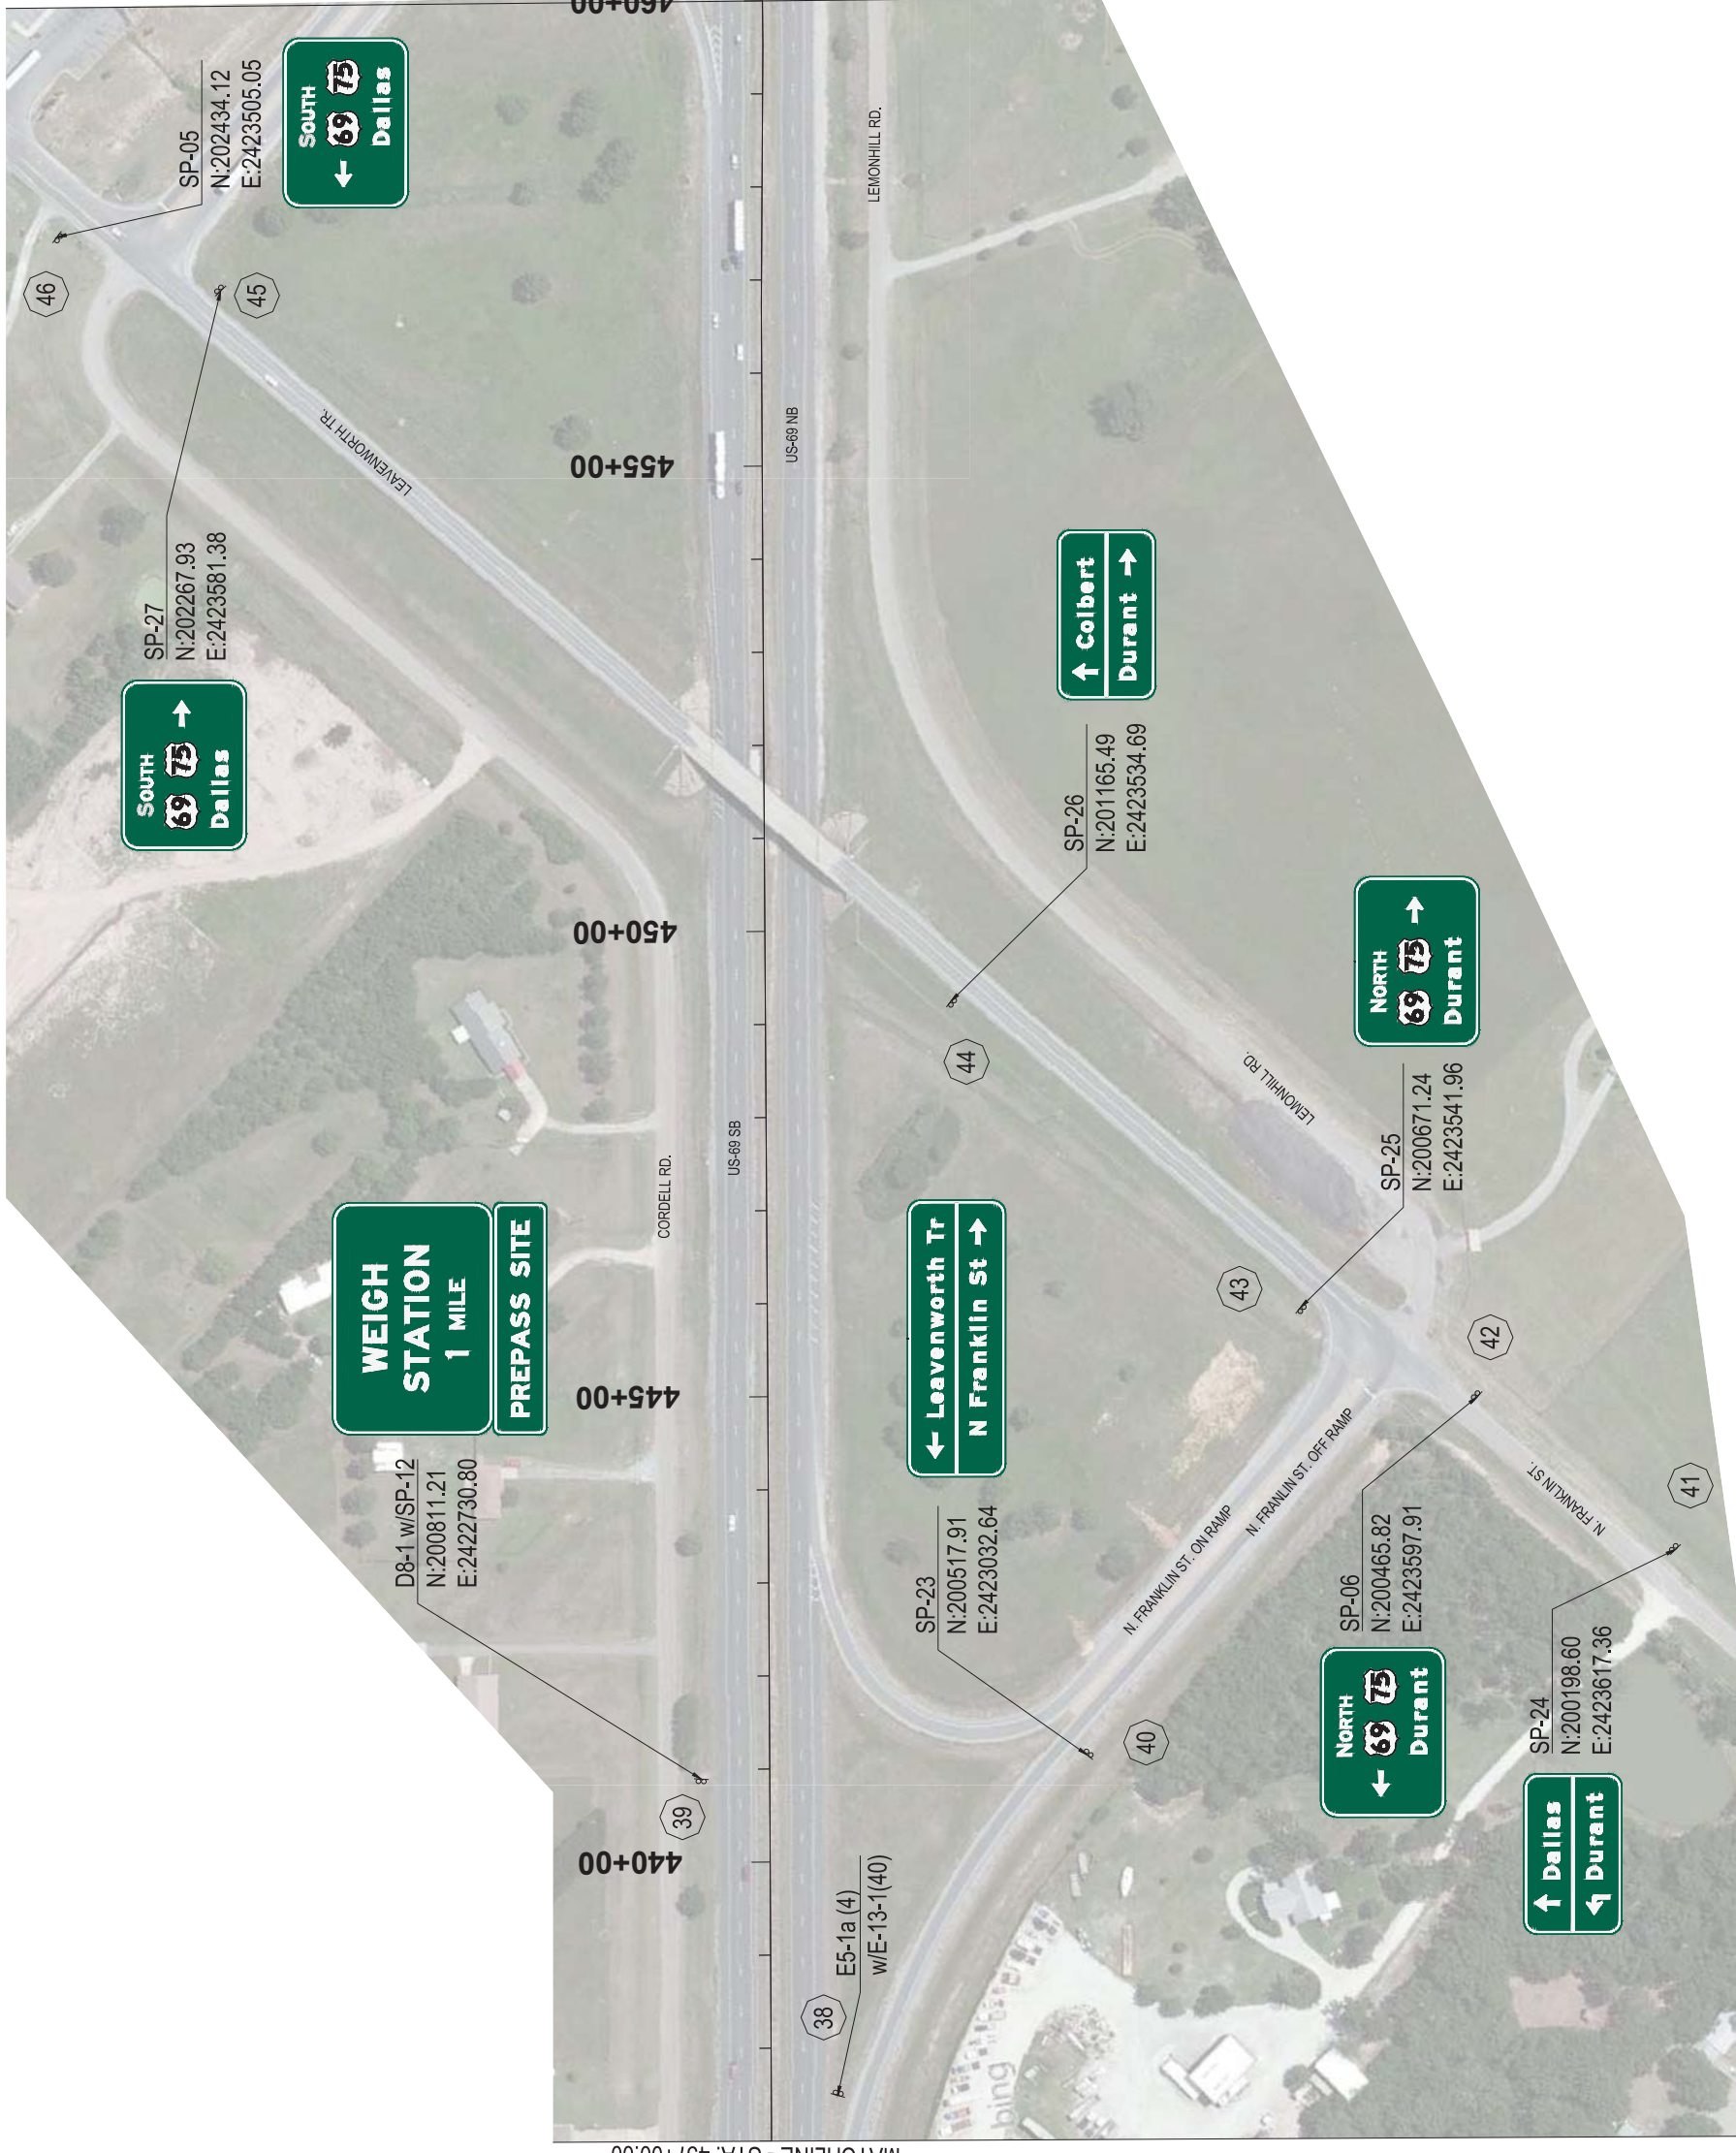 460+00
SP-05
N:202434.12
E:2423505.05
SOUTH
← 69 75
Dallas
46
45
SP-27
N:202267.93
E:2423581.38
SOUTH
69 75 →
Dallas
LEAVENWORTH TR.
455+00
US-69 NB
LEMONHILL RD.
↑ Colbert
Durant →
SP-26
N:201165.49
E:2423534.69
44
450+00
US-69 SB
CORDELL RD.
WEIGH
STATION
1 MILE
PREPASS SITE
D8-1 w/SP-12
N:200811.21
E:2422730.80
39
445+00
← Leavenworth Tr
N Franklin St →
SP-23
N:200517.91
E:2423032.64
40
LEMONHILL RD.
NORTH
69 75 →
Durant
SP-25
N:200671.24
E:2423541.96
43
42
N. FRANKLIN ST. ON RAMP
N. FRANLIN ST. OFF RAMP
N. FRANKLIN ST.
SP-06
N:200465.82
E:2423597.91
NORTH
← 69 75
Durant
41
SP-24
N:200198.60
E:2423617.36
↑ Dallas
↰ Durant
440+00
E5-1a (4)
w/E-13-1(40)
38
bing
MATCHLINE - STA. 437+00.00